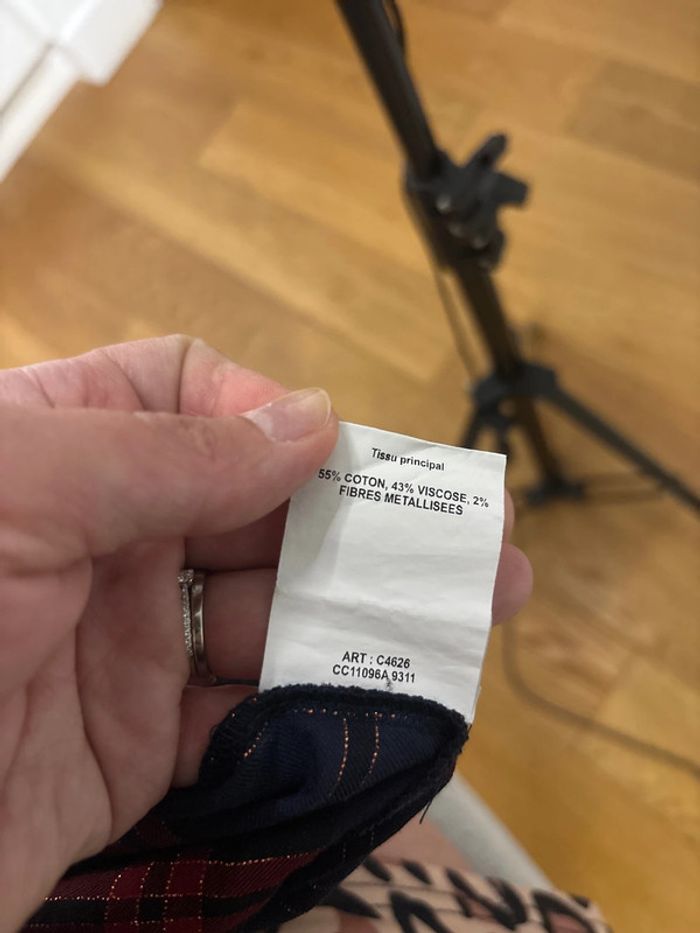 Tissu principal
55% COTON, 43% VISCOSE, 2%
FIBRES METALLISEES
ART : C4626
CC11096A 9311